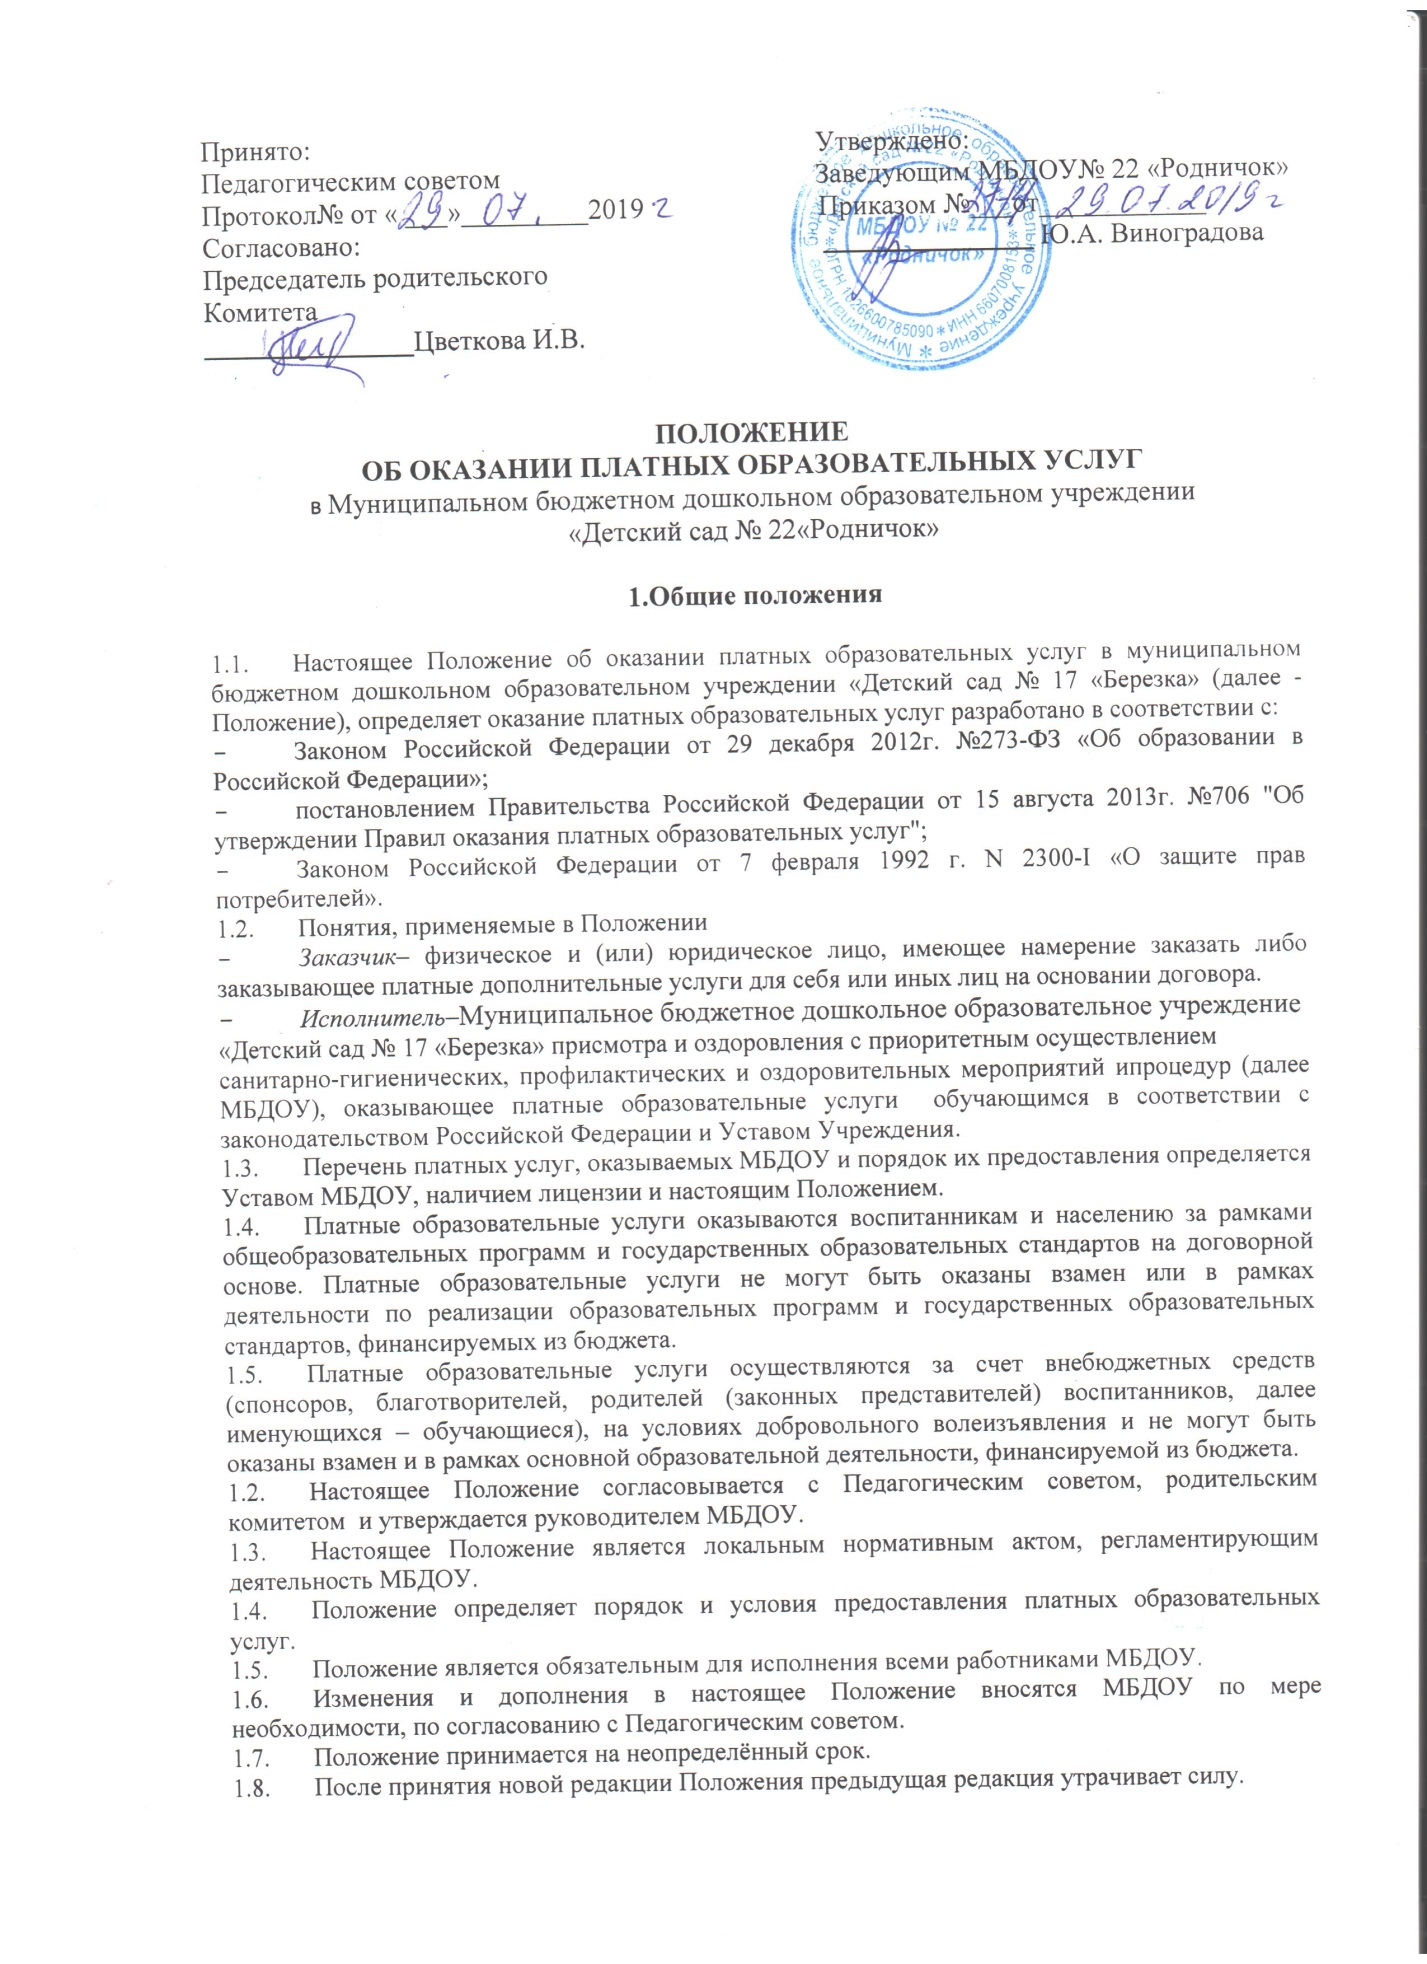 Принято:
Педагогическим советом
Протокол№ от «29» 07. 2019 г
Согласовано:
Председатель родительского
Комитета
Цветкова И.В.
Утверждено:
Заведующим МБДОУ№ 22 «Родничок»
Приказом № от 29.07.2019 г
Ю.А. Виноградова
МБДОУ № 22
«Родничок»
ОГРН 1026600785090 * ИНН 6607008153 *
ПОЛОЖЕНИЕ
ОБ ОКАЗАНИИ ПЛАТНЫХ ОБРАЗОВАТЕЛЬНЫХ УСЛУГ
в Муниципальном бюджетном дошкольном образовательном учреждении
«Детский сад № 22«Родничок»
1.Общие положения
1.1. Настоящее Положение об оказании платных образовательных услуг в муниципальном
бюджетном дошкольном образовательном учреждении «Детский сад № 17 «Березка» (далее -
Положение), определяет оказание платных образовательных услуг разработано в соответствии с:
– Законом Российской Федерации от 29 декабря 2012г. №273-ФЗ «Об образовании в
Российской Федерации»;
– постановлением Правительства Российской Федерации от 15 августа 2013г. №706 "Об
утверждении Правил оказания платных образовательных услуг";
– Законом Российской Федерации от 7 февраля 1992 г. N 2300-I «О защите прав
потребителей».
1.2. Понятия, применяемые в Положении
– Заказчик– физическое и (или) юридическое лицо, имеющее намерение заказать либо
заказывающее платные дополнительные услуги для себя или иных лиц на основании договора.
– Исполнитель–Муниципальное бюджетное дошкольное образовательное учреждение
«Детский сад № 17 «Березка» присмотра и оздоровления с приоритетным осуществлением
санитарно-гигиенических, профилактических и оздоровительных мероприятий ипроцедур (далее
МБДОУ), оказывающее платные образовательные услуги обучающимся в соответствии с
законодательством Российской Федерации и Уставом Учреждения.
1.3. Перечень платных услуг, оказываемых МБДОУ и порядок их предоставления определяется
Уставом МБДОУ, наличием лицензии и настоящим Положением.
1.4. Платные образовательные услуги оказываются воспитанникам и населению за рамками
общеобразовательных программ и государственных образовательных стандартов на договорной
основе. Платные образовательные услуги не могут быть оказаны взамен или в рамках
деятельности по реализации образовательных программ и государственных образовательных
стандартов, финансируемых из бюджета.
1.5. Платные образовательные услуги осуществляются за счет внебюджетных средств
(спонсоров, благотворителей, родителей (законных представителей) воспитанников, далее
именующихся – обучающиеся), на условиях добровольного волеизъявления и не могут быть
оказаны взамен и в рамках основной образовательной деятельности, финансируемой из бюджета.
1.2. Настоящее Положение согласовывается с Педагогическим советом, родительским
комитетом и утверждается руководителем МБДОУ.
1.3. Настоящее Положение является локальным нормативным актом, регламентирующим
деятельность МБДОУ.
1.4. Положение определяет порядок и условия предоставления платных образовательных
услуг.
1.5. Положение является обязательным для исполнения всеми работниками МБДОУ.
1.6. Изменения и дополнения в настоящее Положение вносятся МБДОУ по мере
необходимости, по согласованию с Педагогическим советом.
1.7. Положение принимается на неопределённый срок.
1.8. После принятия новой редакции Положения предыдущая редакция утрачивает силу.